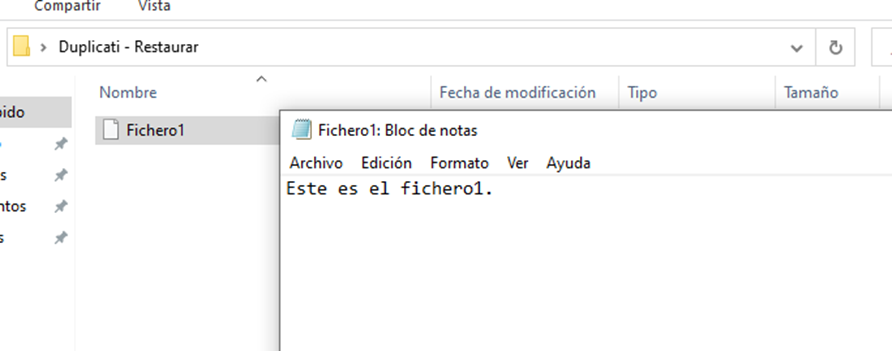 Compartir Vista
Duplicati - Restaurar
Nombre Fecha de modificación Tipo Tamaño
Fichero1
Fichero1: Bloc de notas
Archivo Edición Formato Ver Ayuda
Este es el fichero1.